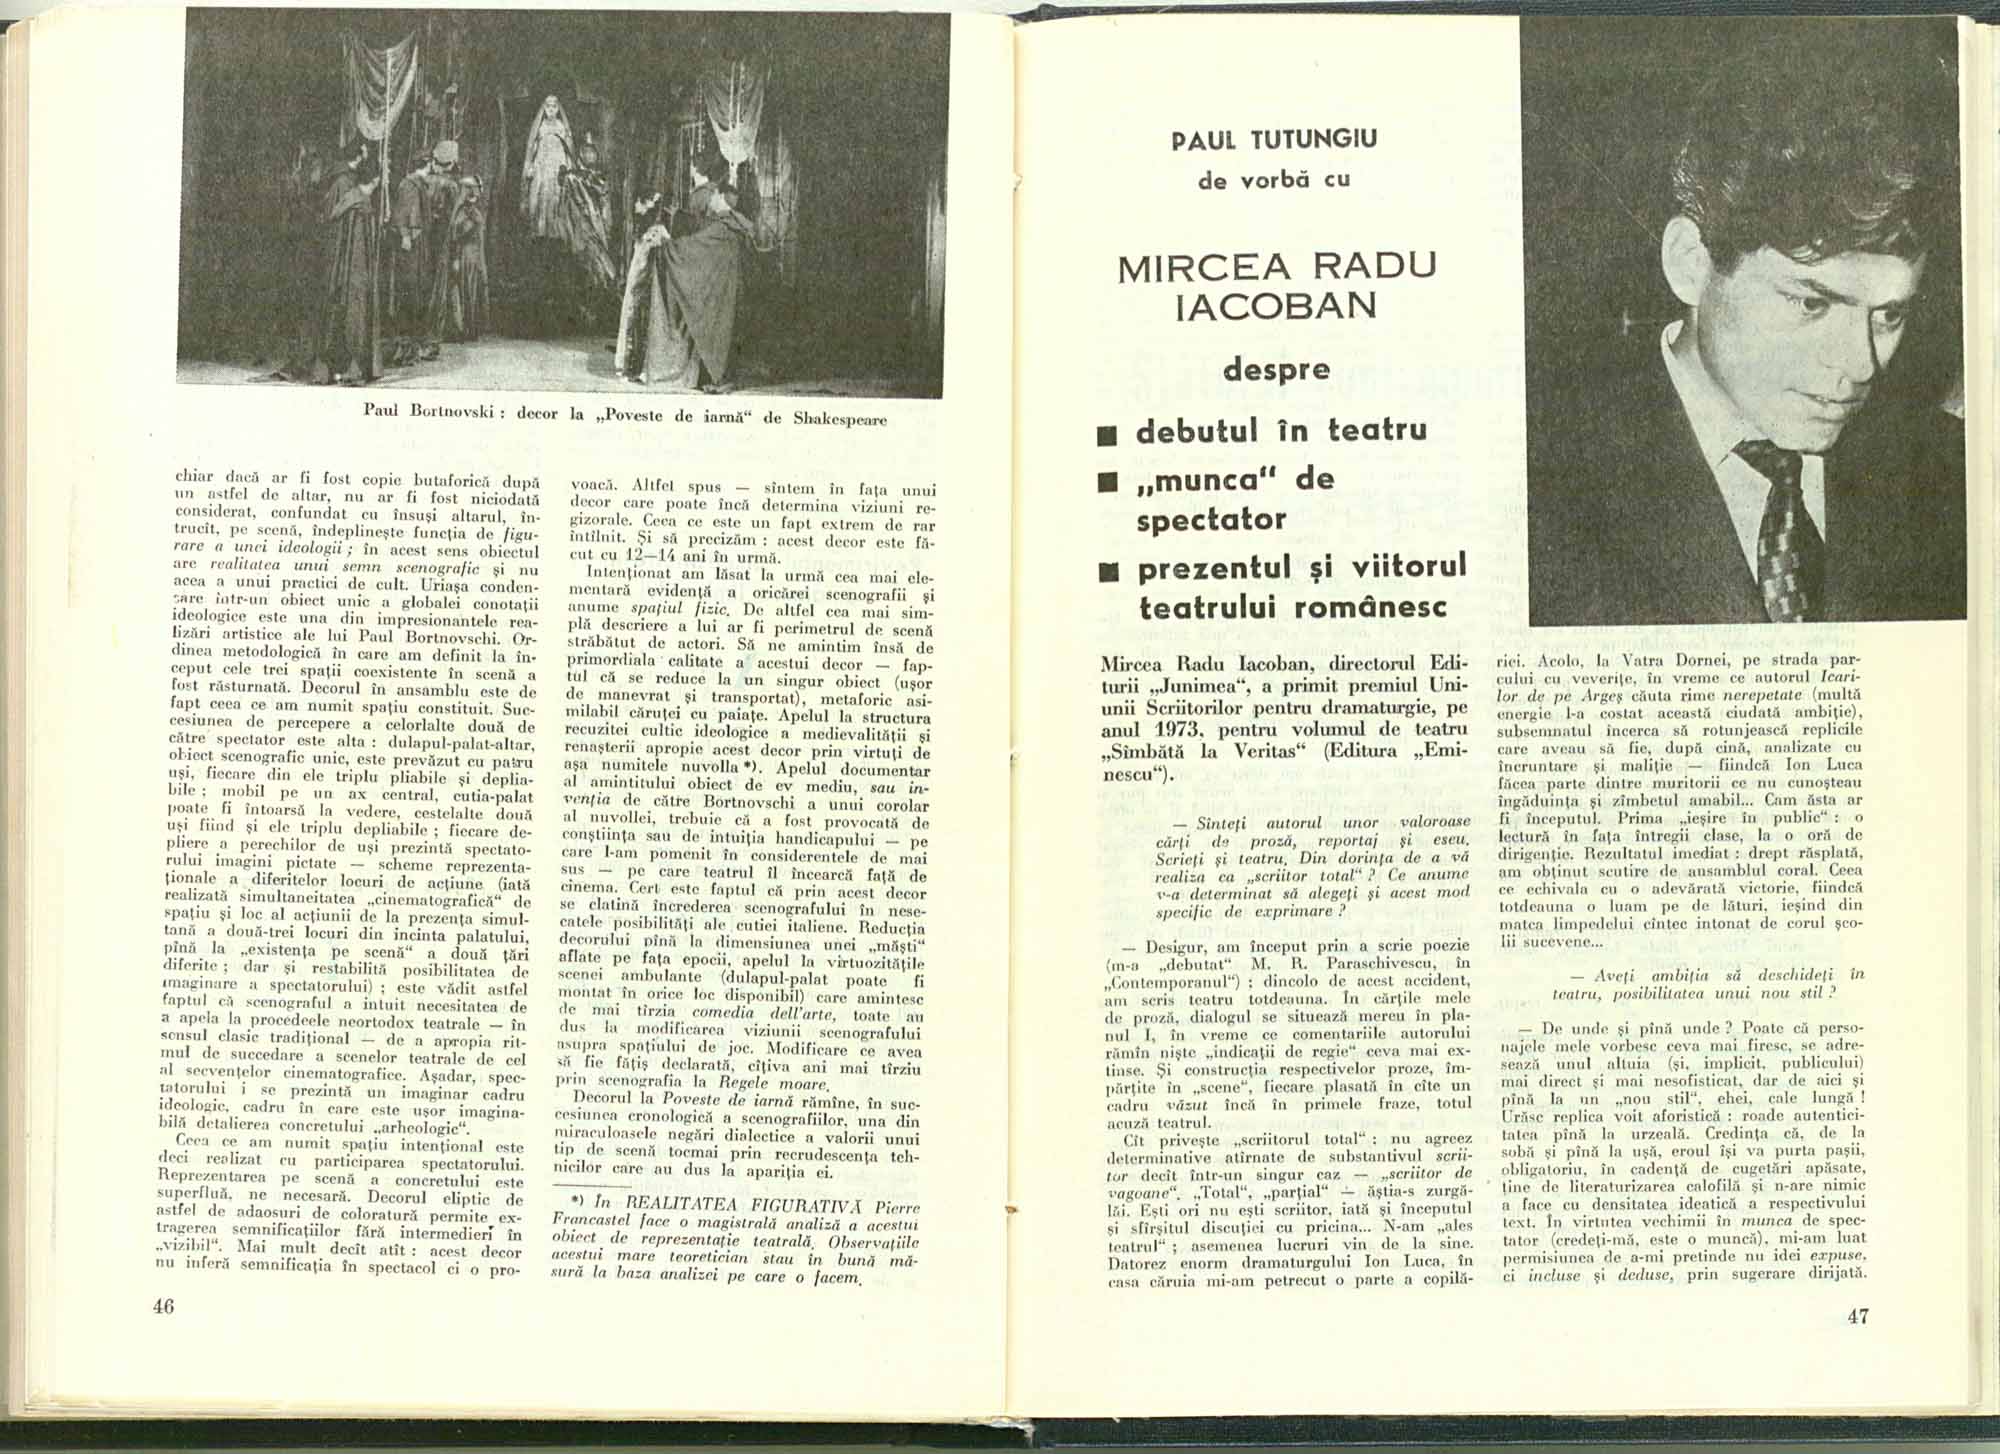 Paul Bortnovski : decor la „Poveste de iarnă“ de Shakespeare
chiar dacă ar fi fost copie butaforică după
un astfel de altar, nu ar fi fost niciodată
considerat, confundat cu însuşi altarul, în-
trucît, pe scenă, îndeplineşte funcţia de figu-
rare a unei ideologii ; în acest sens obiectul
are realitatea unui semn scenografic şi nu
acea a unui practici de cult. Uriaşa conden-
sare într-un obiect unic a globalei conotaţii
ideologice este una din impresionantele rea-
lizări artistice ale lui Paul Bortnovschi. Or-
dinea metodologică în care am definit la în-
ceput cele trei spaţii coexistente în scenă a
fost răsturnată. Decorul în ansamblu este de
fapt ceea ce am numit spaţiu constituit. Suc-
cesiunea de percepere a celorlalte două de
către spectator este alta : dulapul-palat-altar,
obiect scenografic unic, este prevăzut cu patru
uşi, fiecare din ele triplu pliabile şi deplia-
bile ; mobil pe un ax central, cutia-palat
poate fi întoarsă la vedere, cestelalte două
uşi fiind şi ele triplu depliabile ; fiecare de-
pliere a perechilor de uşi prezintă spectato-
rului imagini pictate — scheme reprezenta-
ţionale a diferitelor locuri de acţiune (iată
realizată simultaneitatea „cinematografică“ de
spaţiu şi loc al acţiunii de la prezenţa simul-
tană a două-trei locuri din incinta palatului,
pînă la „existenţa pe scenă“ a două ţări
diferite ; dar şi restabilită posibilitatea de
imaginare a spectatorului) ; este vădit astfel
faptul că scenograful a intuit necesitatea de
a apela la procedeele neortodox teatrale — în
sensul clasic tradiţional — de a apropia rit-
mul de succedare a scenelor teatrale de cel
al secvenţelor cinematografice. Aşadar, spec-
tatorului i se prezintă un imaginar cadru
ideologic, cadru în care este uşor imagina-
bilă detalierea concretului „arheologic“.
Ceea ce am numit spaţiu intenţional este
deci realizat cu participarea spectatorului.
Reprezentarea pe scenă a concretului este
superfluă, ne necesară. Decorul eliptic de
astfel de adaosuri de coloratură permite ex-
tragerea semnificaţiilor fără intermedieri în
„vizibil“. Mai mult decît atît : acest decor
nu inferă semnificaţia în spectacol ci o pro-
voacă. Altfel spus — sîntem în faţa unui
decor care poate încă determina viziuni re-
gizorale. Ceea ce este un fapt extrem de rar
întîlnit. Şi să precizăm : acest decor este fă-
cut cu 12—14 ani în urmă.
Intenţionat am lăsat la urmă cea mai ele-
mentară evidenţă a oricărei scenografii şi
anume spaţiul fizic. De altfel cea mai sim-
plă descriere a lui ar fi perimetrul de scenă
străbătut de actori. Să ne amintim însă de
primordiala calitate a acestui decor — fap-
tul că se reduce la un singur obiect (uşor
de manevrat şi transportat), metaforic asi-
milabil căruţei cu paiaţe. Apelul la structura
recuzitei cultic ideologice a medievalităţii şi
renaşterii apropie acest decor prin virtuţi de
aşa numitele nuvolla *). Apelul documentar
al amintitului obiect de ev mediu, sau in-
venţia de către Bortnovschi a unui corolar
al nuvollei, trebuie că a fost provocată de
conştiinţa sau de intuiţia handicapului — pe
care l-am pomenit în considerentele de mai
sus — pe care teatrul îl încearcă faţă de
cinema. Cert este faptul că prin acest decor
se clatină încrederea scenografului în nese-
catele posibilităţi ale cutiei italiene. Reducţia
decorului pînă la dimensiunea unei „măşti“
aflate pe faţa epocii, apelul la virtuozităţile
scenei ambulante (dulapul-palat poate fi
montat în orice loc disponibil) care amintesc
de mai tîrzia comedia dell'arte, toate au
dus la modificarea viziunii scenografului
asupra spaţiului de joc. Modificare ce avea
să fie făţiş declarată, cîţiva ani mai tîrziu
prin scenografia la Regele moare.
Decorul la Poveste de iarnă rămîne, în suc-
cesiunea cronologică a scenografiilor, una din
miraculoasele negări dialectice a valorii unui
tip de scenă tocmai prin recrudescenţa teh-
nicilor care au dus la apariţia ei.
*) În REALITATEA FIGURATIVĂ Pierre
Francastel face o magistrală analiză a acestui
obiect de reprezentaţie teatrală. Observaţiile
acestui mare teoretician stau în bună mă-
sură la baza analizei pe care o facem.
46
PAUL TUTUNGIU
de vorbă cu
MIRCEA RADU
IACOBAN
despre
■ debutul în teatru
■ „munca“ de
spectator
■ prezentul şi viitorul
teatrului românesc
Mircea Radu Iacoban, directorul Edi-
turii „Junimea“, a primit premiul Uni-
unii Scriitorilor pentru dramaturgie, pe
anul 1973, pentru volumul de teatru
„Sîmbătă la Veritas“ (Editura „Emi-
nescu“).
— Sînteţi autorul unor valoroase
cărţi de proză, reportaj şi eseu.
Scrieţi şi teatru. Din dorinţa de a vă
realiza ca „scriitor total“ ? Ce anume
v-a determinat să alegeţi şi acest mod
specific de exprimare ?
— Desigur, am început prin a scrie poezie
(m-a „debutat“ M. R. Paraschivescu, în
„Contemporanul“) ; dincolo de acest accident,
am scris teatru totdeauna. In cărţile mele
de proză, dialogul se situează mereu în pla-
nul I, în vreme ce comentariile autorului
rămîn nişte „indicaţii de regie“ ceva mai ex-
tinse. Şi construcţia respectivelor proze, îm-
părţite în „scene“, fiecare plasată în cîte un
cadru văzut încă în primele fraze, totul
acuză teatrul.
Cît priveşte „scriitorul total“ : nu agreez
determinative atîrnate de substantivul scrii-
tor decît într-un singur caz — „scriitor de
vagoane“. „Total“, „parţial“ — ăştia-s zurgă-
lăi. Eşti ori nu eşti scriitor, iată şi începutul
şi sfîrşitul discuţiei cu pricina... N-am „ales
teatrul“ ; asemenea lucruri vin de la sine.
Datorez enorm dramaturgului Ion Luca, în
casa căruia mi-am petrecut o parte a copilă-
riei. Acolo, la Vatra Dornei, pe strada par-
cului cu veveriţe, în vreme ce autorul Icari-
lor de pe Argeş căuta rime nerepetate (multă
energie l-a costat această ciudată ambiţie),
subsemnatul încerca să rotunjească replicile
care aveau să fie, după cină, analizate cu
încruntare şi maliţie — fiindcă Ion Luca
făcea parte dintre muritorii ce nu cunoşteau
îngăduinţa şi zîmbetul amabil... Cam ăsta ar
fi începutul. Prima „ieşire în public“ : o
lectură în faţa întregii clase, la o oră de
dirigenţie. Rezultatul imediat : drept răsplată,
am obţinut scutire de ansamblul coral. Ceea
ce echivala cu o adevărată victorie, fiindcă
totdeauna o luam pe de lături, ieşind din
matca limpedelui cîntec intonat de corul şco-
lii sucevene...
— Aveţi ambiţia să deschideţi în
teatru, posibilitatea unui nou stil ?
— De unde şi pînă unde ? Poate că perso-
najele mele vorbesc ceva mai firesc, se adre-
sează unul altuia (şi, implicit, publicului)
mai direct şi mai nesofisticat, dar de aici şi
pînă la un „nou stil“, ehei, cale lungă !
Urăsc replica voit aforistică : roade autentici-
tatea pînă la urzeală. Credinţa că, de la
sobă şi pînă la uşă, eroul îşi va purta paşii,
obligatoriu, în cadenţă de cugetări apăsate,
ţine de literaturizarea calofilă şi n-are nimic
a face cu densitatea ideatică a respectivului
text. În virtutea vechimii în munca de spec-
tator (credeţi-mă, este o muncă), mi-am luat
permisiunea de a-mi pretinde nu idei expuse,
ci incluse şi deduse, prin sugerare dirijată.
47